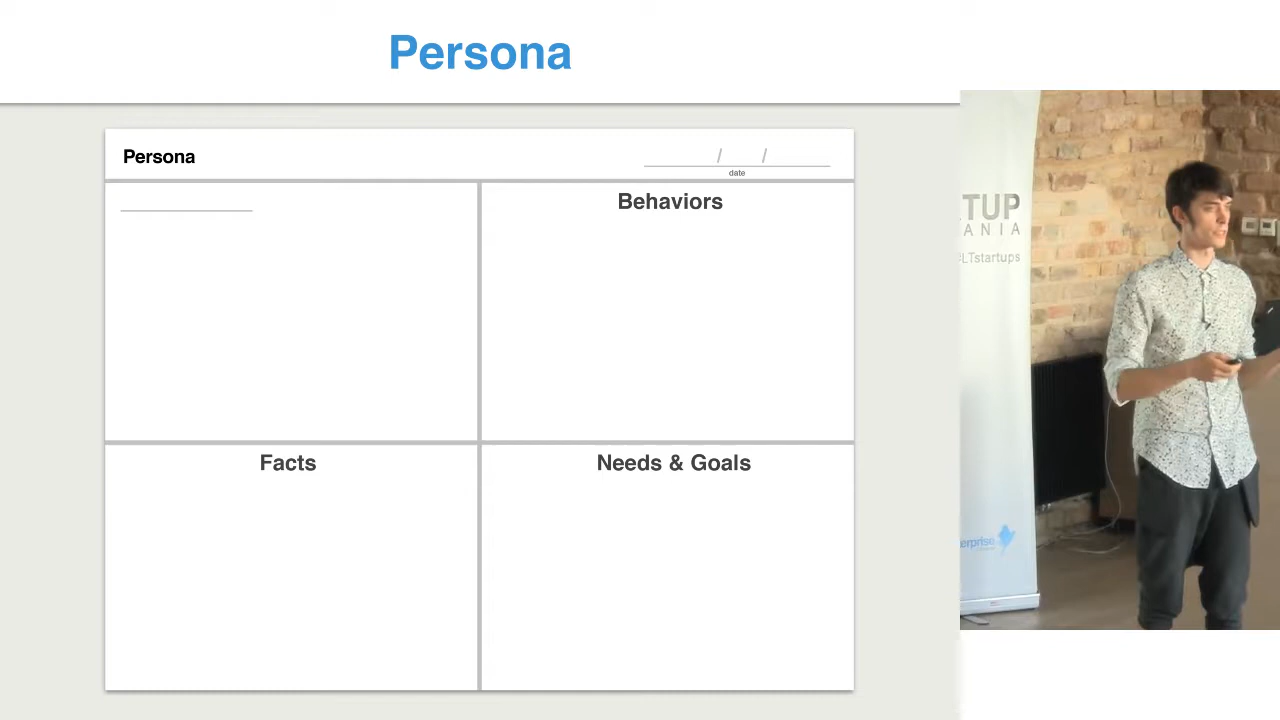 Persona
Persona
/ /
date
Behaviors
Facts
Needs & Goals
TUP
ANIA
LTstartups
erprise